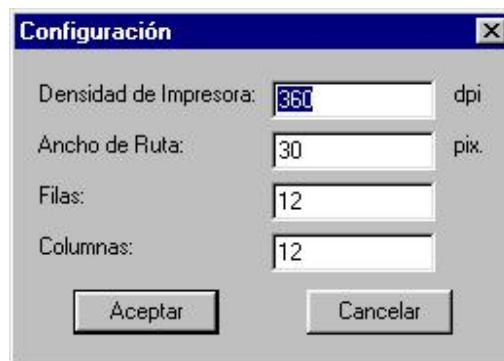 Configuración
Densidad de Impresora: 360 dpi
Ancho de Ruta: 30 pix.
Filas: 12
Columnas: 12
Aceptar Cancelar